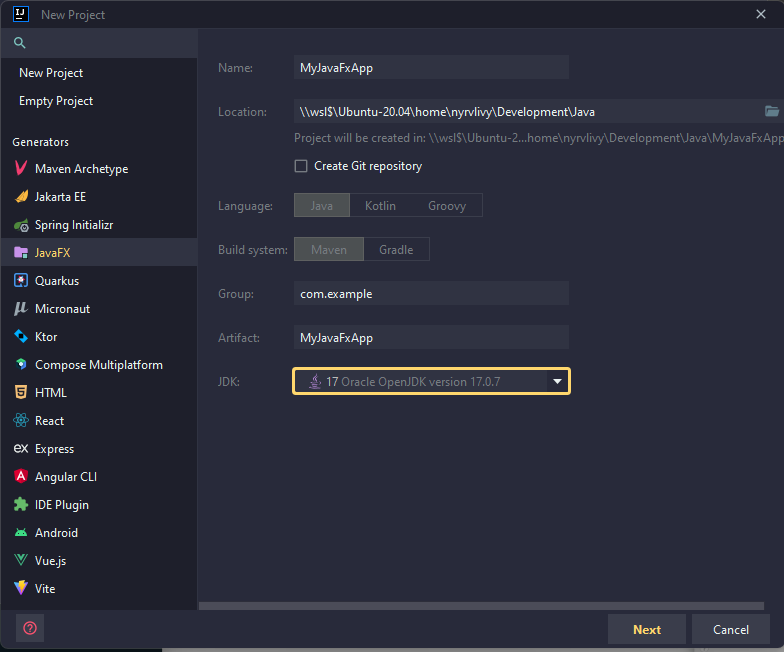 New Project
New Project
Empty Project
Generators
Maven Archetype
Jakarta EE
Spring Initializr
JavaFX
Quarkus
Micronaut
Ktor
Compose Multiplatform
HTML
React
ex Express
Angular CLI
IDE Plugin
Android
Vue.js
Vite
Name: MyJavaFxApp
Location: \\wsl$\Ubuntu-20.04\home\nyrvlivy\Development\Java
Project will be created in: \\wsl$\Ubuntu-2...home\nyrvlivy\Development\Java\MyJavaFxApp
Create Git repository
Language: Java Kotlin Groovy
Build system: Maven Gradle
Group: com.example
Artifact: MyJavaFxApp
JDK: 17 Oracle OpenJDK version 17.0.7
? Next Cancel